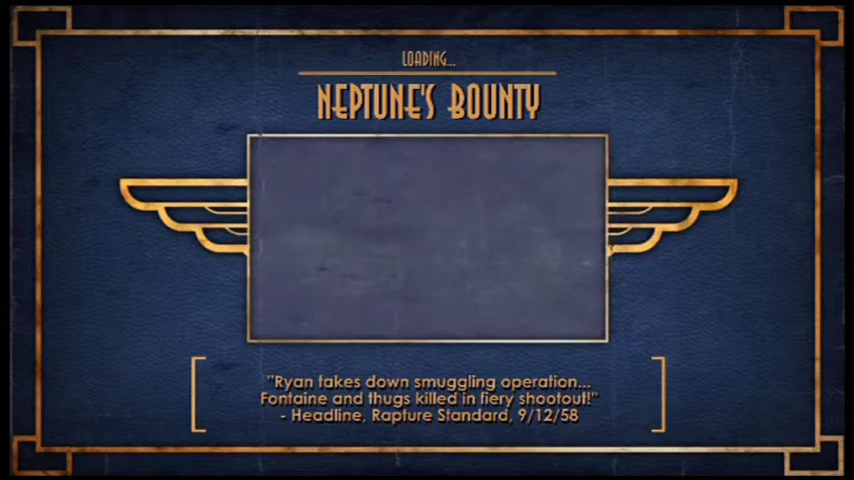 LOADING...
NEPTUNE'S BOUNTY
"Ryan takes down smuggling operation...
Fontaine and thugs killed in fiery shootout!"
- Headline, Rapture Standard, 9/12/58